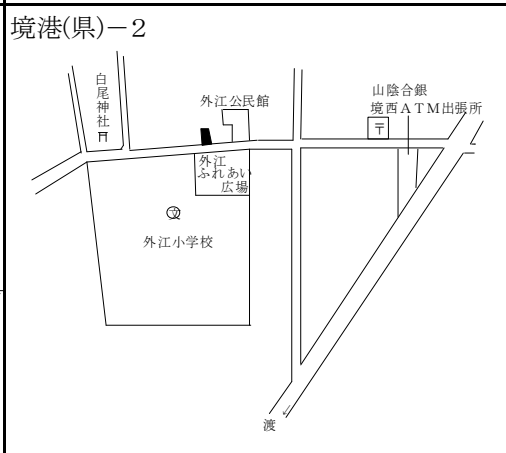 境港(県)−2
白尾神社
外江公民館
山陰合銀
境西ATM出張所
〒
外江
ふれあい
広場
文
外江小学校
渡